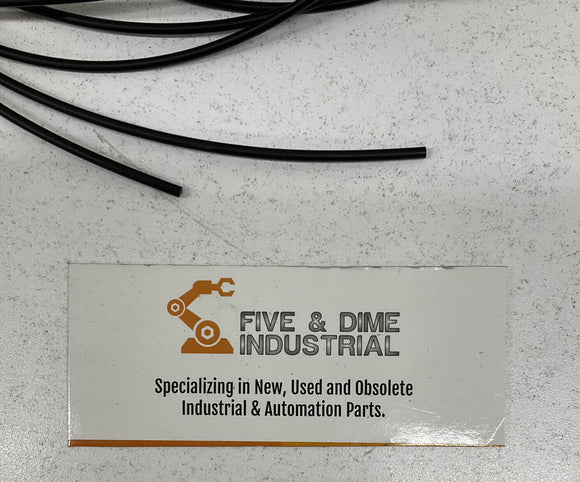 FIVE & DIME
INDUSTRIAL
Specializing in New, Used and Obsolete
Industrial & Automation Parts.